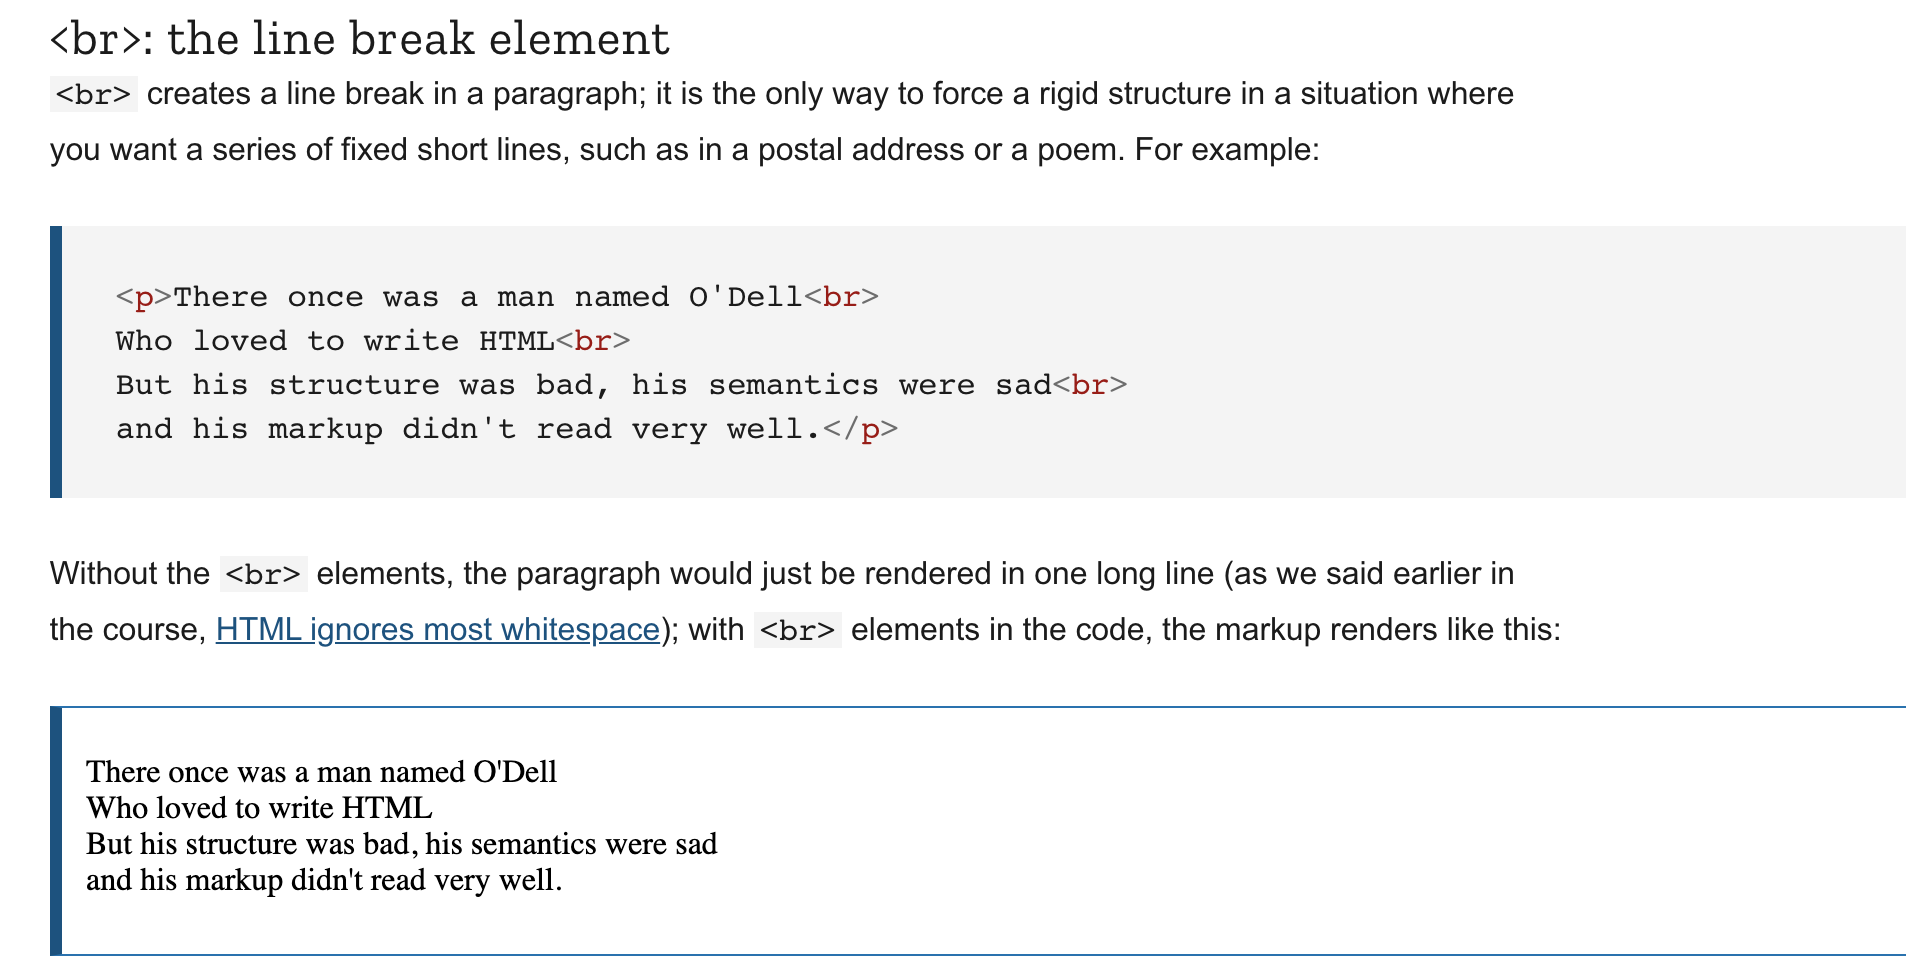 <br>: the line break element
<br> creates a line break in a paragraph; it is the only way to force a rigid structure in a situation where
you want a series of fixed short lines, such as in a postal address or a poem. For example:
<p>There once was a man named O'Dell<br>
Who loved to write HTML<br>
But his structure was bad, his semantics were sad<br>
and his markup didn't read very well.</p>
Without the <br> elements, the paragraph would just be rendered in one long line (as we said earlier in
the course, HTML ignores most whitespace); with <br> elements in the code, the markup renders like this:
There once was a man named O'Dell
Who loved to write HTML
But his structure was bad, his semantics were sad
and his markup didn't read very well.